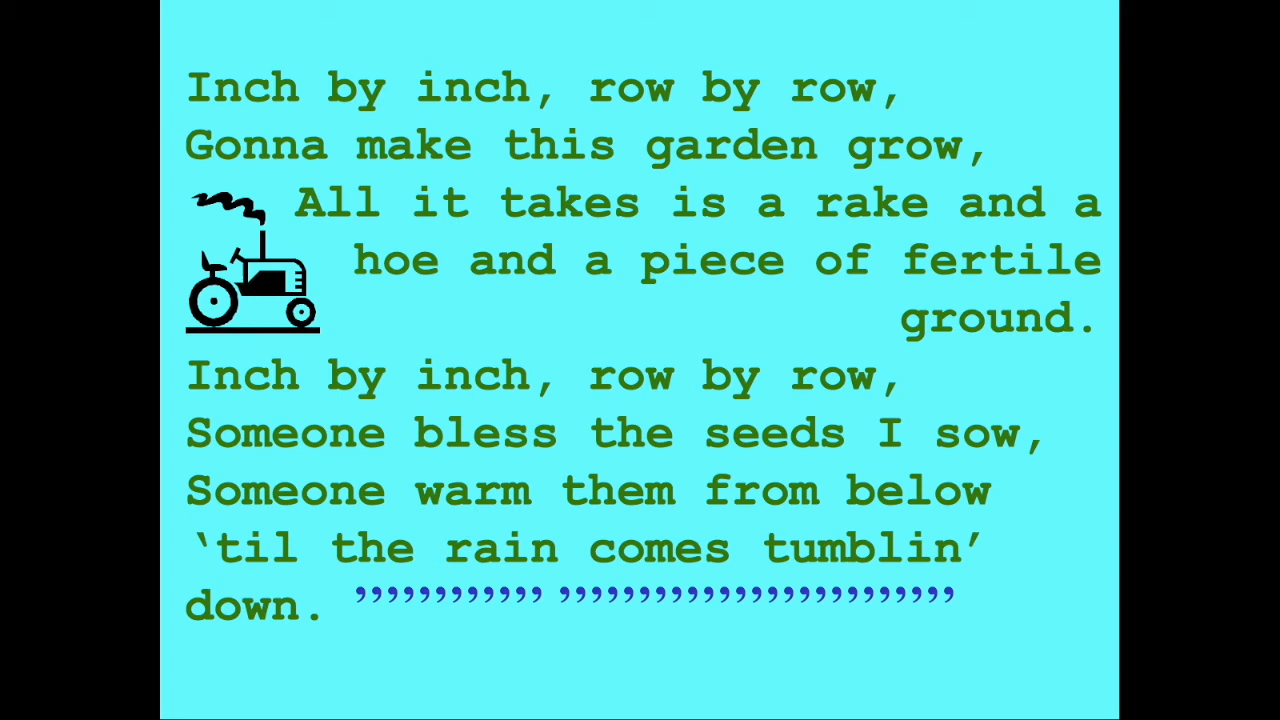 Inch by inch, row by row,
Gonna make this garden grow,
All it takes is a rake and a
hoe and a piece of fertile
ground.
Inch by inch, row by row,
Someone bless the seeds I sow,
Someone warm them from below
‘til the rain comes tumblin’
down. ’’’’’’’’’’’’ ’’’’’’’’’’’’’’’’’’’’’’’’’